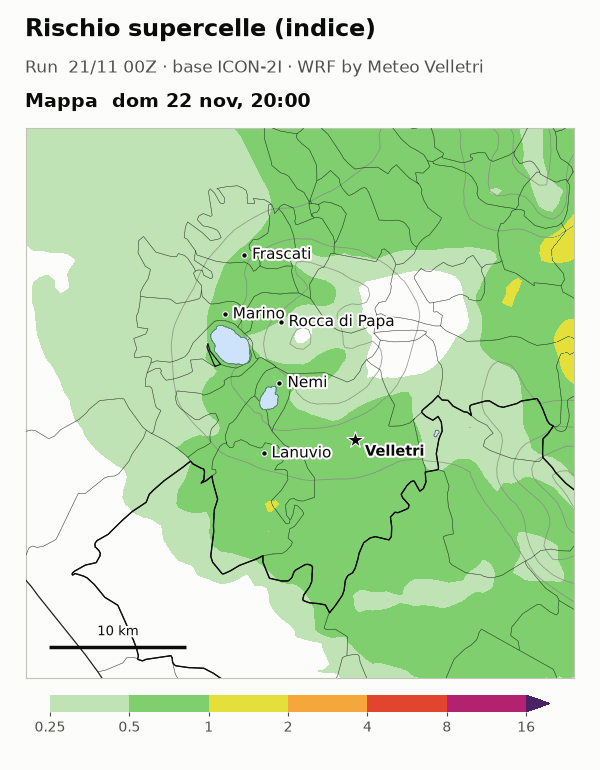 Rischio supercelle (indice)
Run 21/11 00Z · base ICON-2I · WRF by Meteo Velletri
Mappa dom 22 nov, 20:00
Frascati
Marino
Rocca di Papa
Nemi
Velletri
Lanuvio
10 km
0.25 0.5 1 2 4 8 16